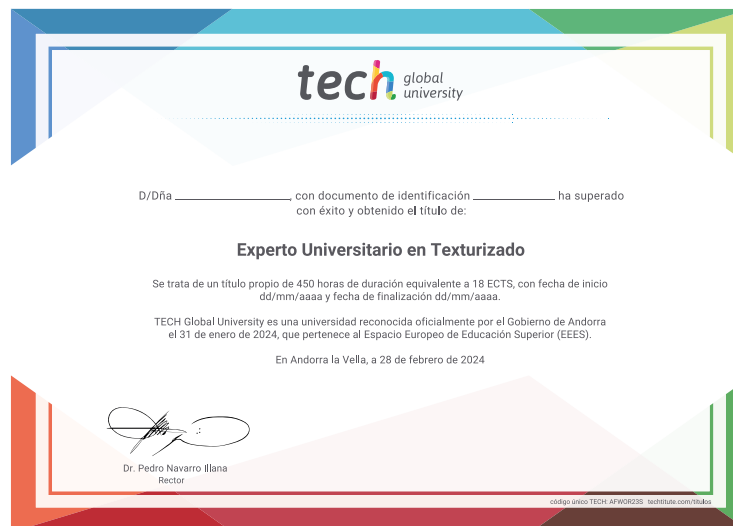 tech global university
D/Dña ____________, con documento de identificación ____________ ha superado
con éxito y obtenido el título de:
Experto Universitario en Texturizado
Se trata de un título propio de 450 horas de duración equivalente a 18 ECTS, con fecha de inicio
dd/mm/aaaa y fecha de finalización dd/mm/aaaa.
TECH Global University es una universidad reconocida oficialmente por el Gobierno de Andorra
el 31 de enero de 2024, que pertenece al Espacio Europeo de Educación Superior (EEES).
En Andorra la Vella, a 28 de febrero de 2024
Dr. Pedro Navarro Illana
Rector
código único TECH: AFWOR23S techtitute.com/titulos